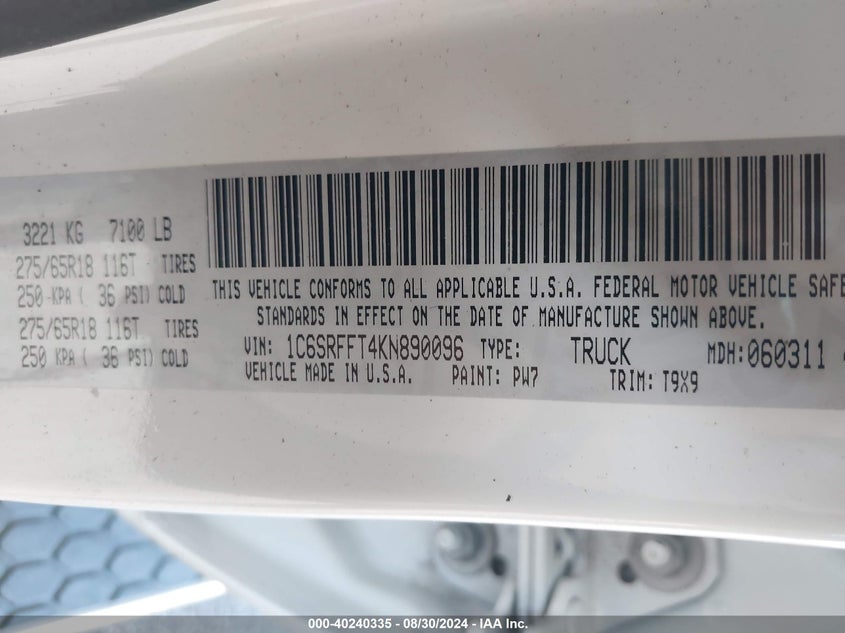 3221 KG 7100 LB
275/65R18 116T TIRES
250 KPA ( 36 PSI) COLD
275/65R18 116T TIRES
250 KPA ( 36 PSI) COLD
THIS VEHICLE CONFORMS TO ALL APPLICABLE U.S.A. FEDERAL MOTOR VEHICLE SAFE
STANDARDS IN EFFECT ON THE DATE OF MANUFACTURE SHOWN ABOVE.
VIN: 1C6SRFFT4KN890096 TYPE: TRUCK MDH: 060311
VEHICLE MADE IN U.S.A. PAINT: PW7 TRIM: T9X9
000-40240335 - 08/30/2024 - IAA Inc.